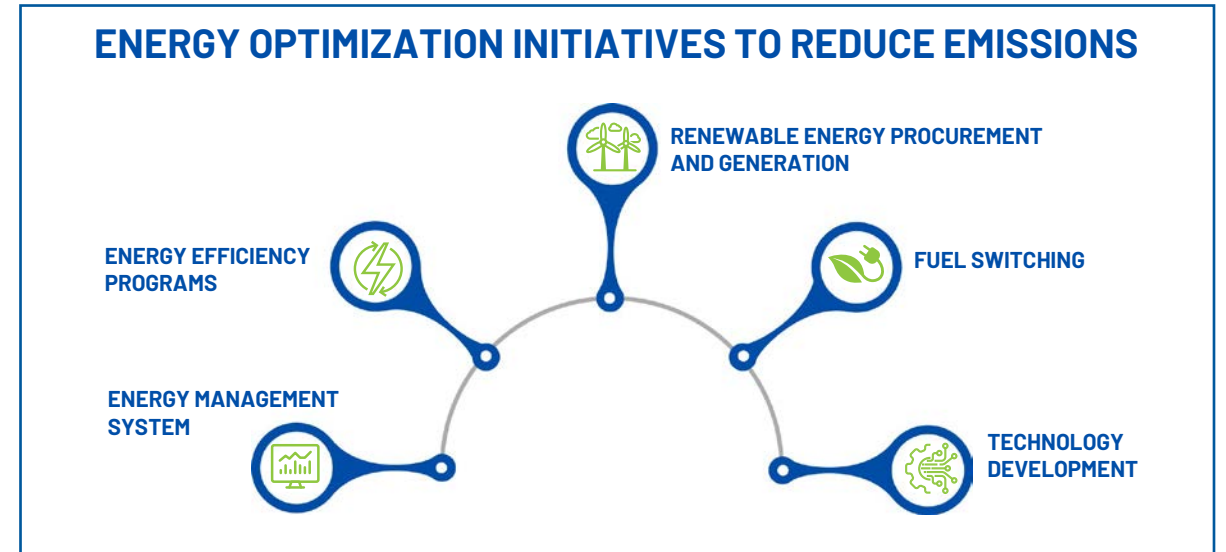 ENERGY OPTIMIZATION INITIATIVES TO REDUCE EMISSIONS
RENEWABLE ENERGY PROCUREMENT
AND GENERATION
ENERGY EFFICIENCY
PROGRAMS
FUEL SWITCHING
ENERGY MANAGEMENT
SYSTEM
TECHNOLOGY
DEVELOPMENT